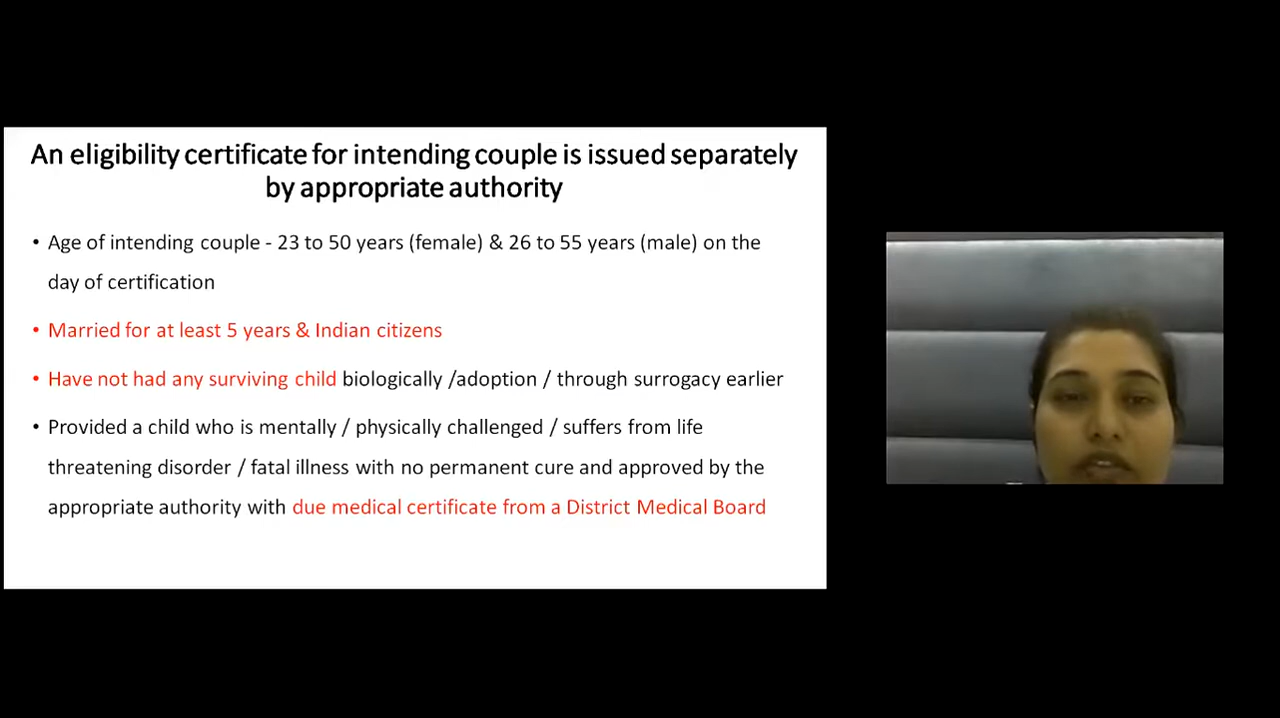 An eligibility certificate for intending couple is issued separately
by appropriate authority
• Age of intending couple - 23 to 50 years (female) & 26 to 55 years (male) on the
day of certification
• Married for at least 5 years & Indian citizens
• Have not had any surviving child biologically /adoption / through surrogacy earlier
• Provided a child who is mentally / physically challenged / suffers from life
threatening disorder / fatal illness with no permanent cure and approved by the
appropriate authority with due medical certificate from a District Medical Board